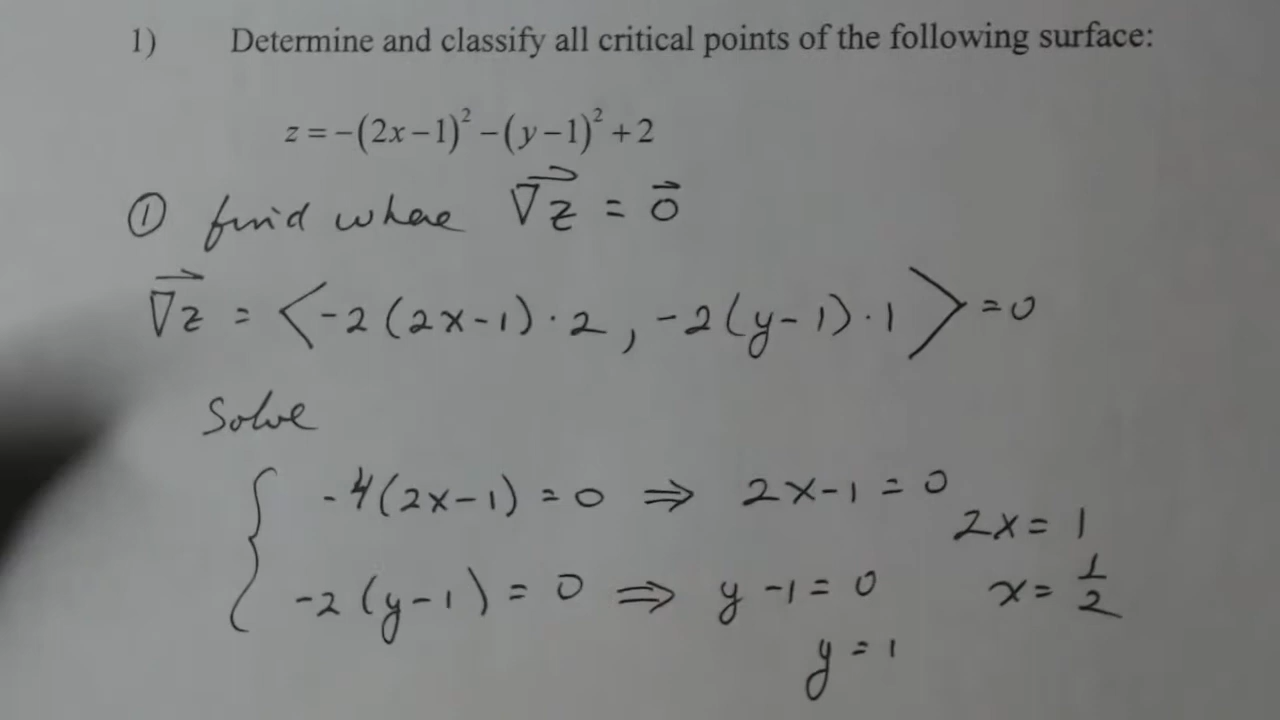 1) Determine and classify all critical points of the following surface:
z = -(2x-1)² - (y-1)² + 2
① find where ∇z⃗ = 0⃗
∇z⃗ = ⟨-2(2x-1)·2, -2(y-1)·1⟩ = 0
Solve
{ -4(2x-1) = 0 ⇒ 2x-1 = 0
2x = 1
-2(y-1) = 0 ⇒ y-1 = 0 x = 1/2
y = 1